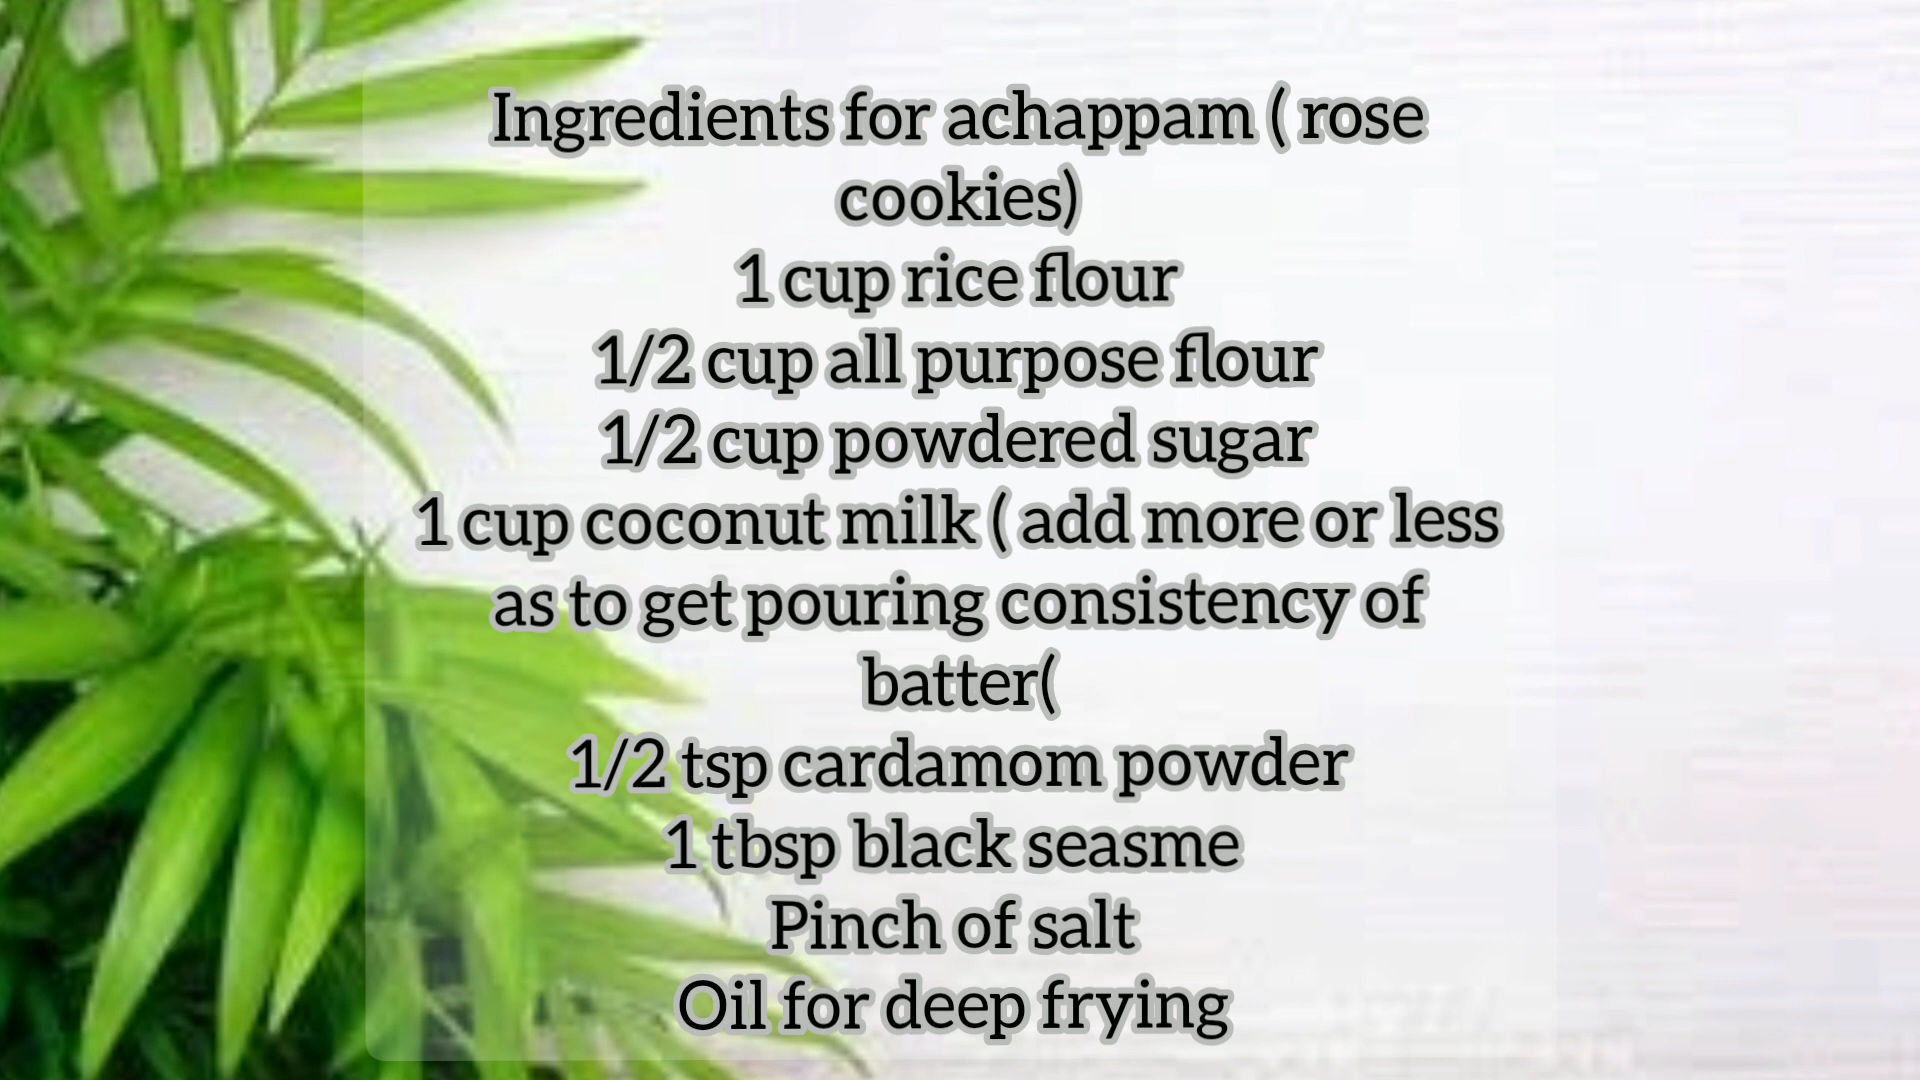 Ingredients for achappam ( rose
cookies)
1 cup rice flour
1/2 cup all purpose flour
1/2 cup powdered sugar
1 cup coconut milk ( add more or less
as to get pouring consistency of
batter(
1/2 tsp cardamom powder
1 tbsp black seasme
Pinch of salt
Oil for deep frying